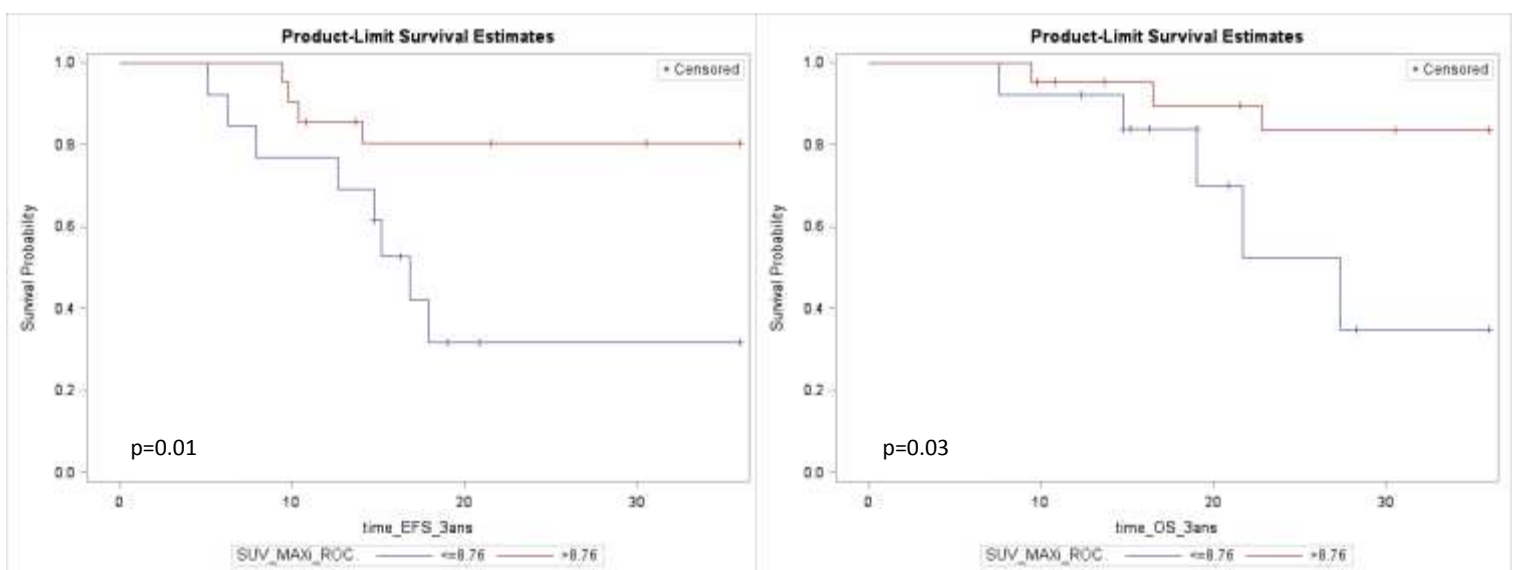 Product-Limit Survival Estimates
+ Censored
1.0
0.8
0.6
0.4
0.2
0.0
Survival Probability
p=0.01
0 10 20 30
time_EFS_3ans
SUV_MAXi_ROC <=8.76 >8.76
Product-Limit Survival Estimates
+ Censored
1.0
0.8
0.6
0.4
0.2
0.0
Survival Probability
p=0.03
0 10 20 30
time_OS_3ans
SUV_MAXi_ROC <=8.76 >8.76